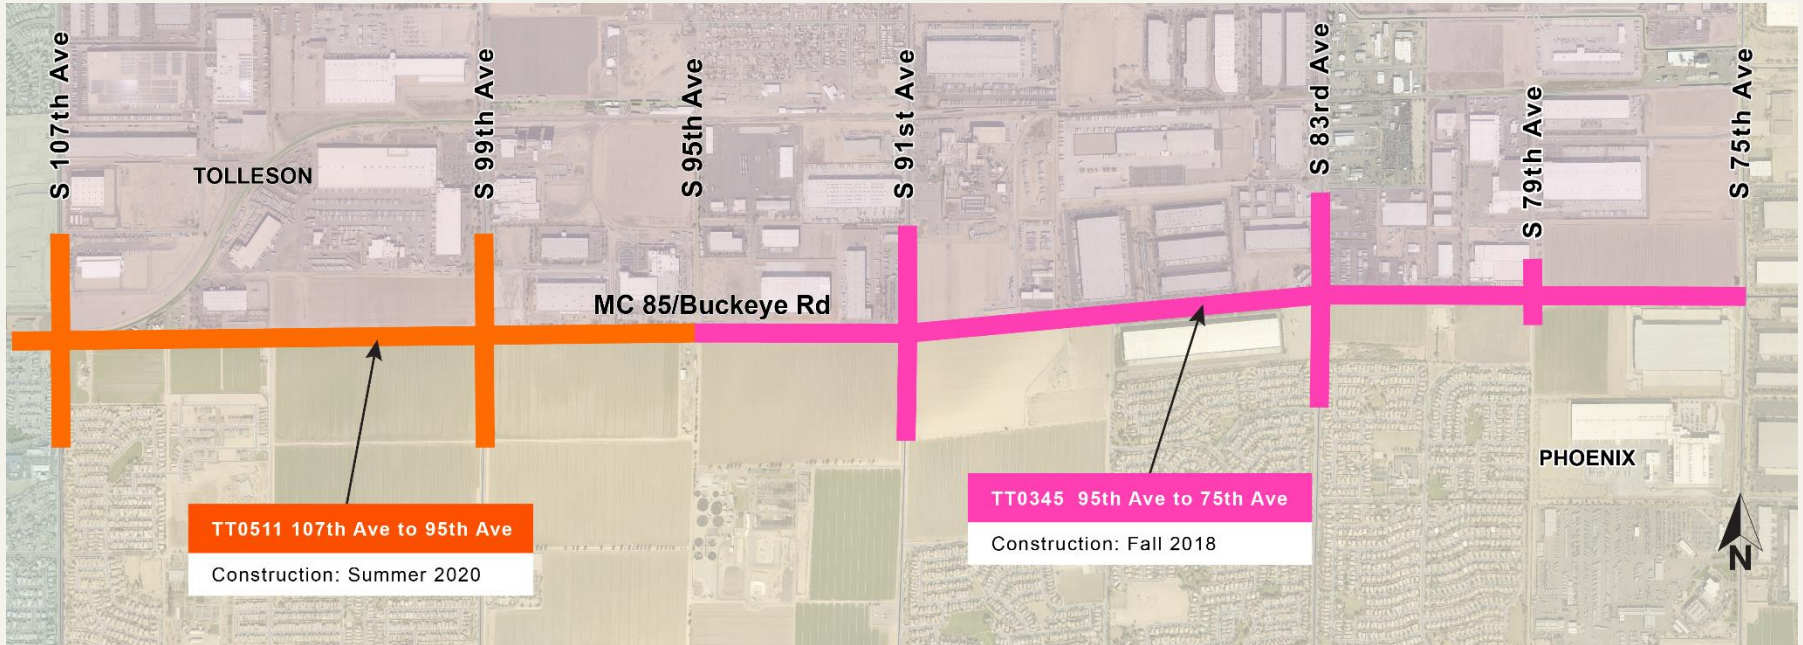 S 107th Ave
S 99th Ave
S 95th Ave
S 91st Ave
S 83rd Ave
S 79th Ave
S 75th Ave
TOLLESON
MC 85/Buckeye Rd
PHOENIX
TT0511 107th Ave to 95th Ave
Construction: Summer 2020
TT0345 95th Ave to 75th Ave
Construction: Fall 2018
N